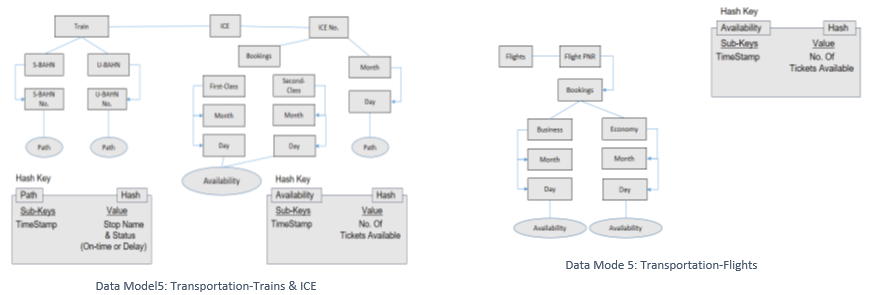 Train
ICE
ICE No.
S-BAHN
U-BAHN
Bookings
Month
S-BAHN
No.
U-BAHN
No.
First-Class
Second-
Class
Day
Month
Month
Path
Path
Day
Day
Path
Availability
Hash Key
Path
Hash
Sub-Keys
Value
TimeStamp
Stop Name
& Status
(On-time or Delay)
Hash Key
Availability
Hash
Sub-Keys
Value
TimeStamp
No. Of
Tickets Available
Data Model5: Transportation-Trains & ICE
Flights
Flight PNR
Bookings
Business
Economy
Month
Month
Day
Day
Availability
Availability
Hash Key
Availability
Hash
Sub-Keys
Value
TimeStamp
No. Of
Tickets Available
Data Mode 5: Transportation-Flights